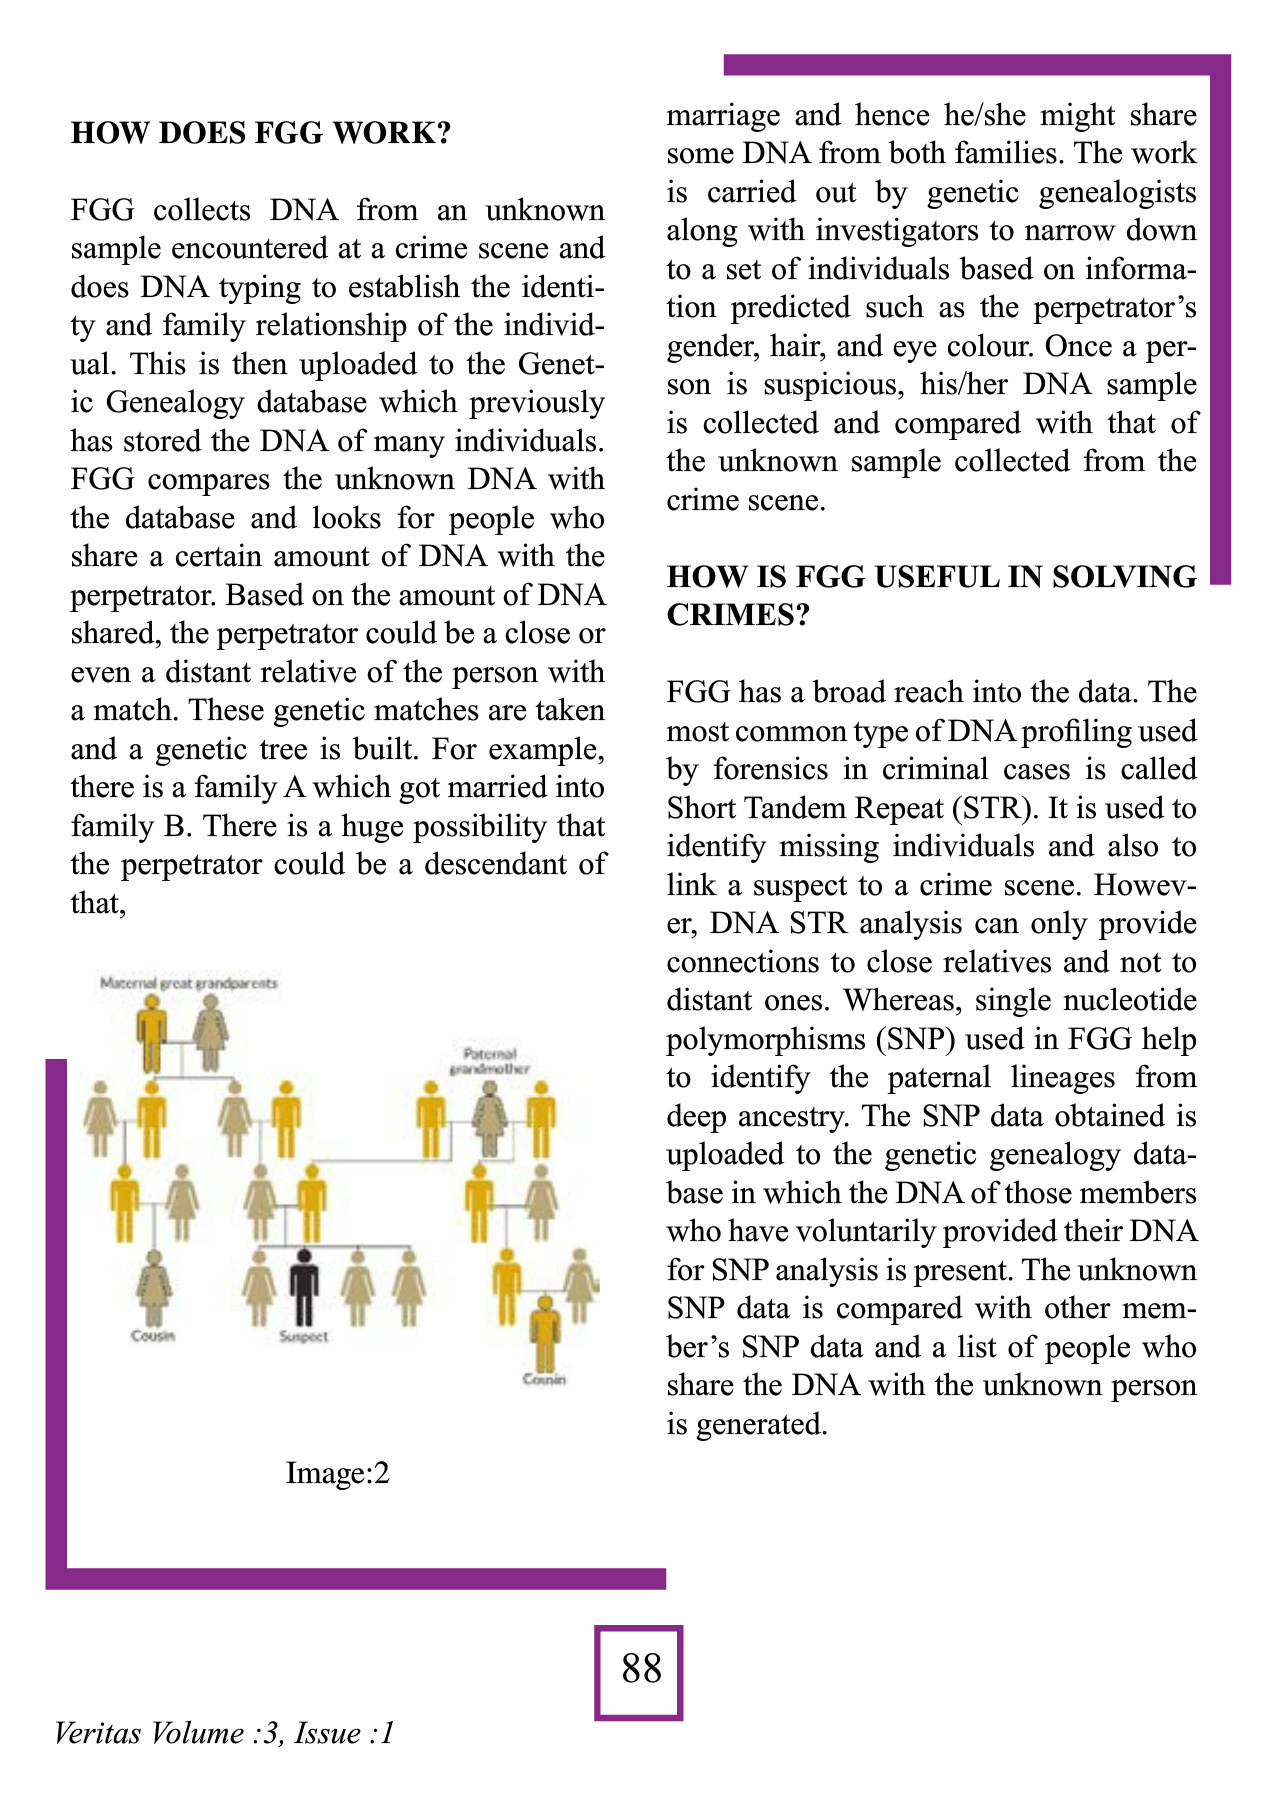 HOW DOES FGG WORK?
FGG collects DNA from an unknown
sample encountered at a crime scene and
does DNA typing to establish the identi-
ty and family relationship of the individ-
ual. This is then uploaded to the Genet-
ic Genealogy database which previously
has stored the DNA of many individuals.
FGG compares the unknown DNA with
the database and looks for people who
share a certain amount of DNA with the
perpetrator. Based on the amount of DNA
shared, the perpetrator could be a close or
even a distant relative of the person with
a match. These genetic matches are taken
and a genetic tree is built. For example,
there is a family A which got married into
family B. There is a huge possibility that
the perpetrator could be a descendant of
that,
Maternal great grandparents
Paternal
grandmother
Cousin
Suspect
Cousin
Image:2
marriage and hence he/she might share
some DNA from both families. The work
is carried out by genetic genealogists
along with investigators to narrow down
to a set of individuals based on informa-
tion predicted such as the perpetrator’s
gender, hair, and eye colour. Once a per-
son is suspicious, his/her DNA sample
is collected and compared with that of
the unknown sample collected from the
crime scene.
HOW IS FGG USEFUL IN SOLVING
CRIMES?
FGG has a broad reach into the data. The
most common type of DNA profiling used
by forensics in criminal cases is called
Short Tandem Repeat (STR). It is used to
identify missing individuals and also to
link a suspect to a crime scene. Howev-
er, DNA STR analysis can only provide
connections to close relatives and not to
distant ones. Whereas, single nucleotide
polymorphisms (SNP) used in FGG help
to identify the paternal lineages from
deep ancestry. The SNP data obtained is
uploaded to the genetic genealogy data-
base in which the DNA of those members
who have voluntarily provided their DNA
for SNP analysis is present. The unknown
SNP data is compared with other mem-
ber’s SNP data and a list of people who
share the DNA with the unknown person
is generated.
88
Veritas Volume :3, Issue :1